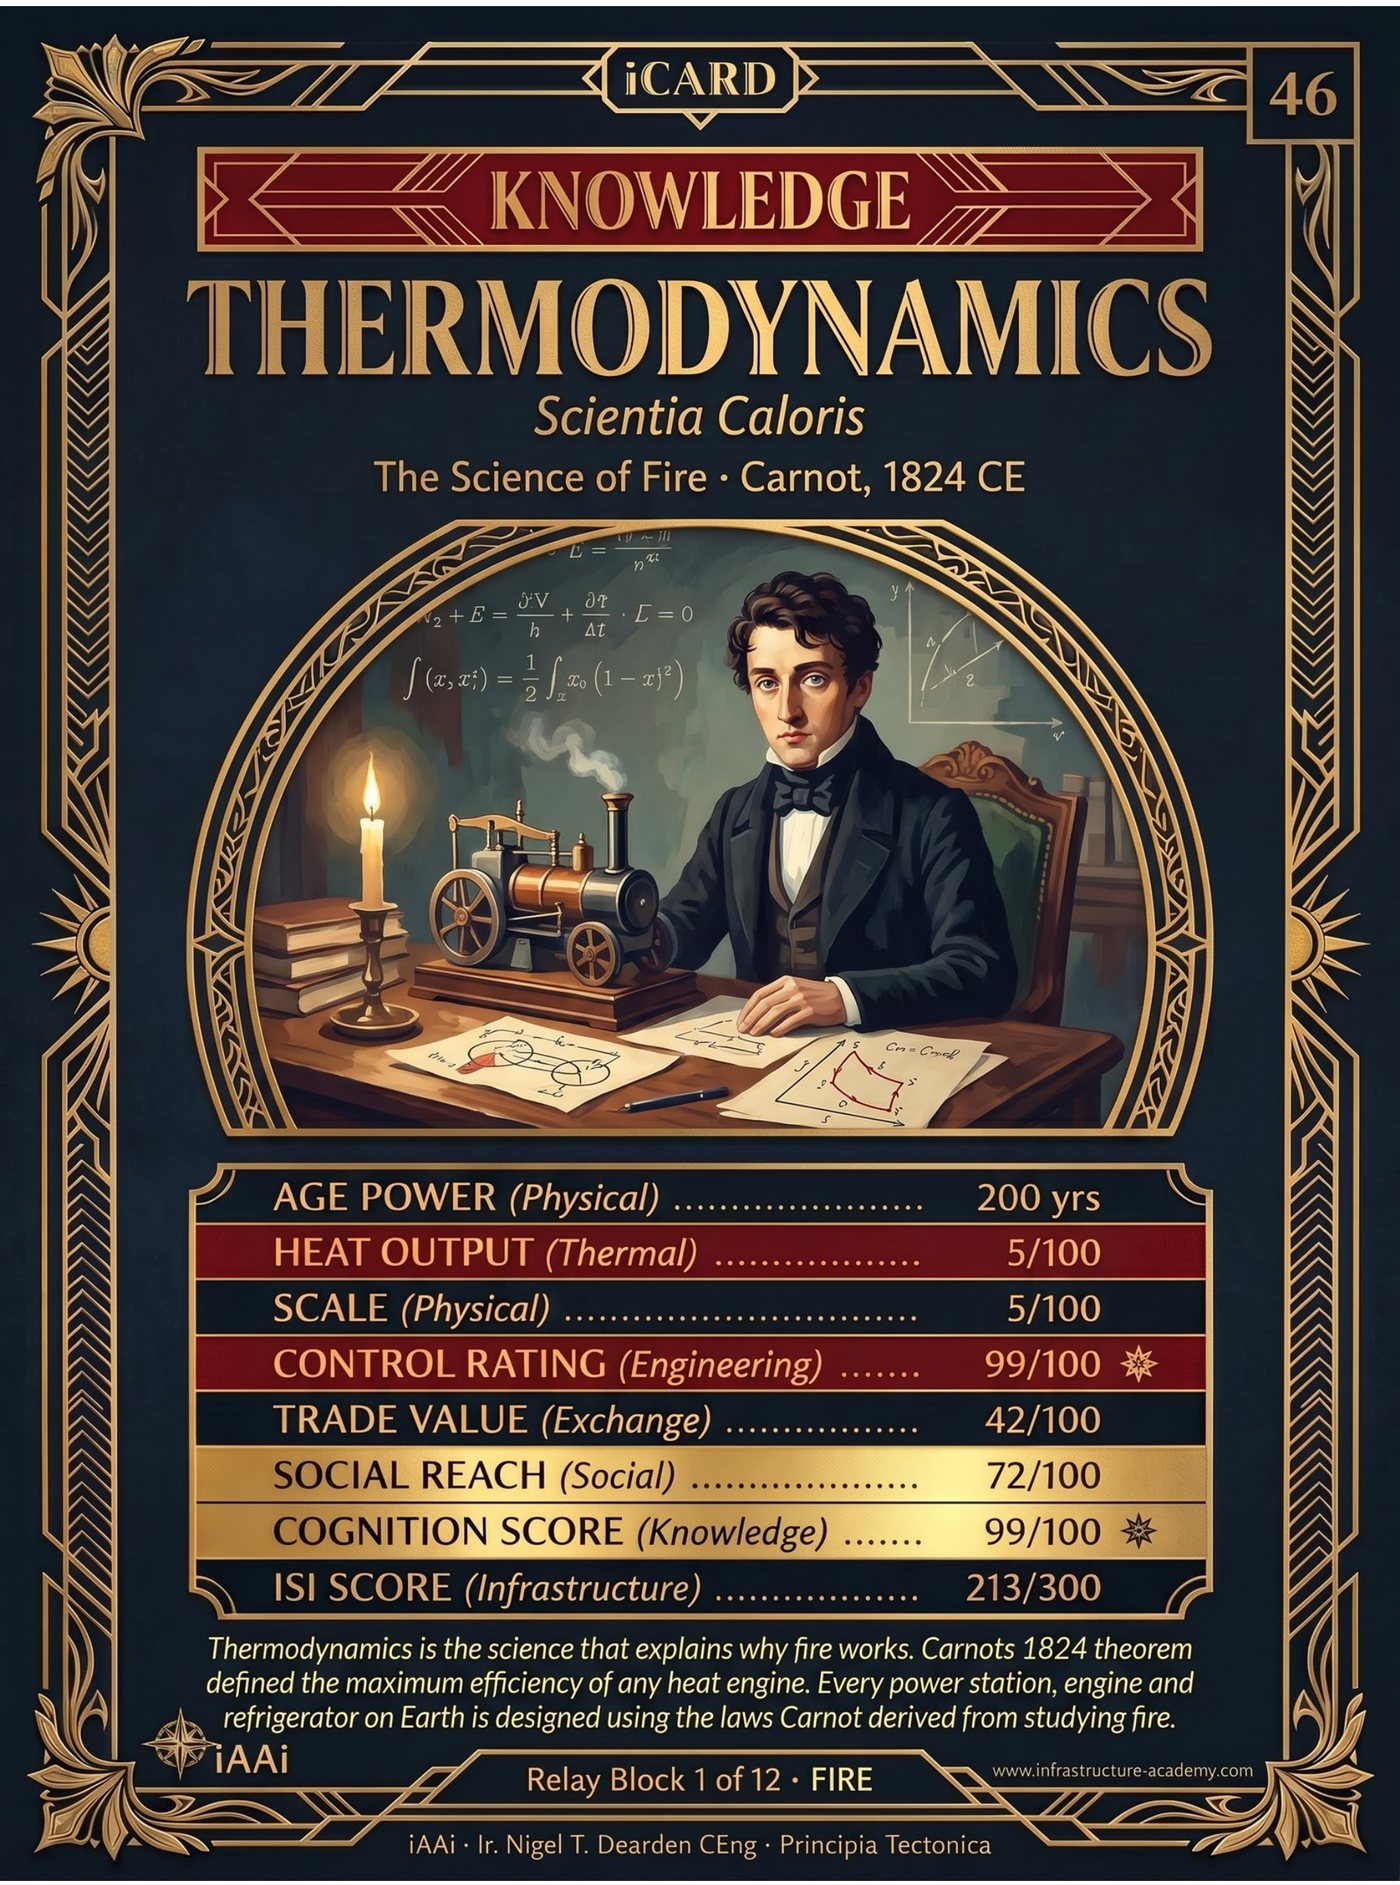 iCARD
46
KNOWLEDGE
THERMODYNAMICS
Scientia Caloris
The Science of Fire · Carnot, 1824 CE
AGE POWER (Physical) ........................ 200 yrs
HEAT OUTPUT (Thermal) ................... 5/100
SCALE (Physical) ................................. 5/100
CONTROL RATING (Engineering) ....... 99/100
TRADE VALUE (Exchange) .................. 42/100
SOCIAL REACH (Social) ..................... 72/100
COGNITION SCORE (Knowledge) ....... 99/100
ISI SCORE (Infrastructure) ................... 213/300
Thermodynamics is the science that explains why fire works. Carnots 1824 theorem
defined the maximum efficiency of any heat engine. Every power station, engine and
refrigerator on Earth is designed using the laws Carnot derived from studying fire.
iAAi
Relay Block 1 of 12 · FIRE
www.infrastructure-academy.com
iAAi · Ir. Nigel T. Dearden CEng · Principia Tectonica